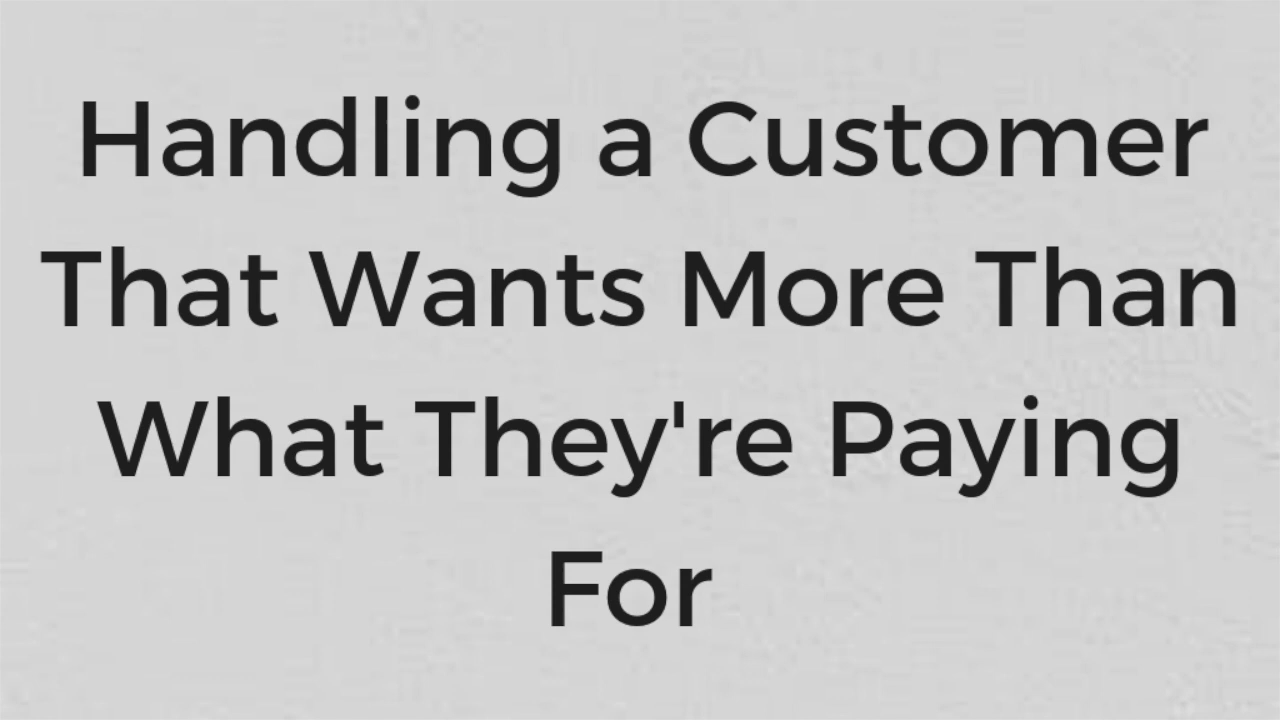 Handling a Customer
That Wants More Than
What They're Paying
For